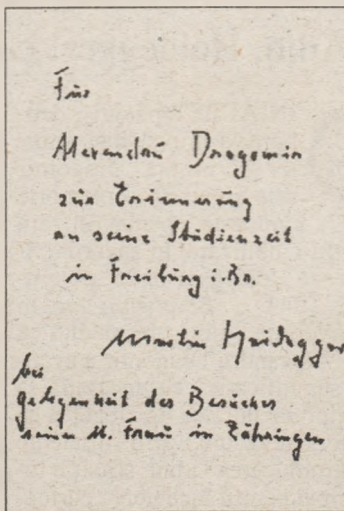 Für
Alexandru Dragomir
zur Erinnerung
an seine Studienzeit
in Freiburg i. Br.
Martin Heidegger
bei
Gelegenheit des Besuches
seiner u. Frau in Zähringen